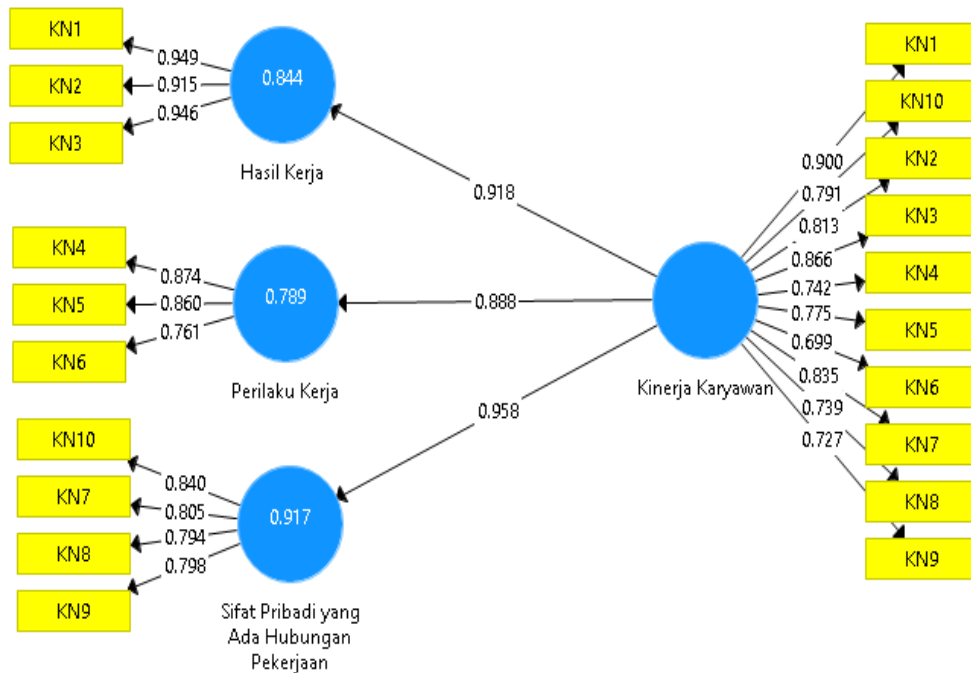 KN1
KN2
KN3
0.949
0.915
0.946
0.844
Hasil Kerja
0.918
KN4
KN5
KN6
0.874
0.860
0.761
0.789
Perilaku Kerja
0.888
KN10
KN7
KN8
KN9
0.840
0.805
0.794
0.798
0.917
Sifat Pribadi yang
Ada Hubungan
Pekerjaan
0.958
Kinerja Karyawan
0.900
0.791
0.813
0.866
0.742
0.775
0.699
0.835
0.739
0.727
KN1
KN10
KN2
KN3
KN4
KN5
KN6
KN7
KN8
KN9